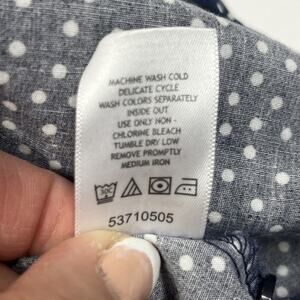 MACHINE WASH COLD
DELICATE CYCLE
WASH COLORS SEPARATELY
INSIDE OUT
USE ONLY NON-
CHLORINE BLEACH
TUMBLE DRY LOW
REMOVE PROMPTLY
MEDIUM IRON
53710505